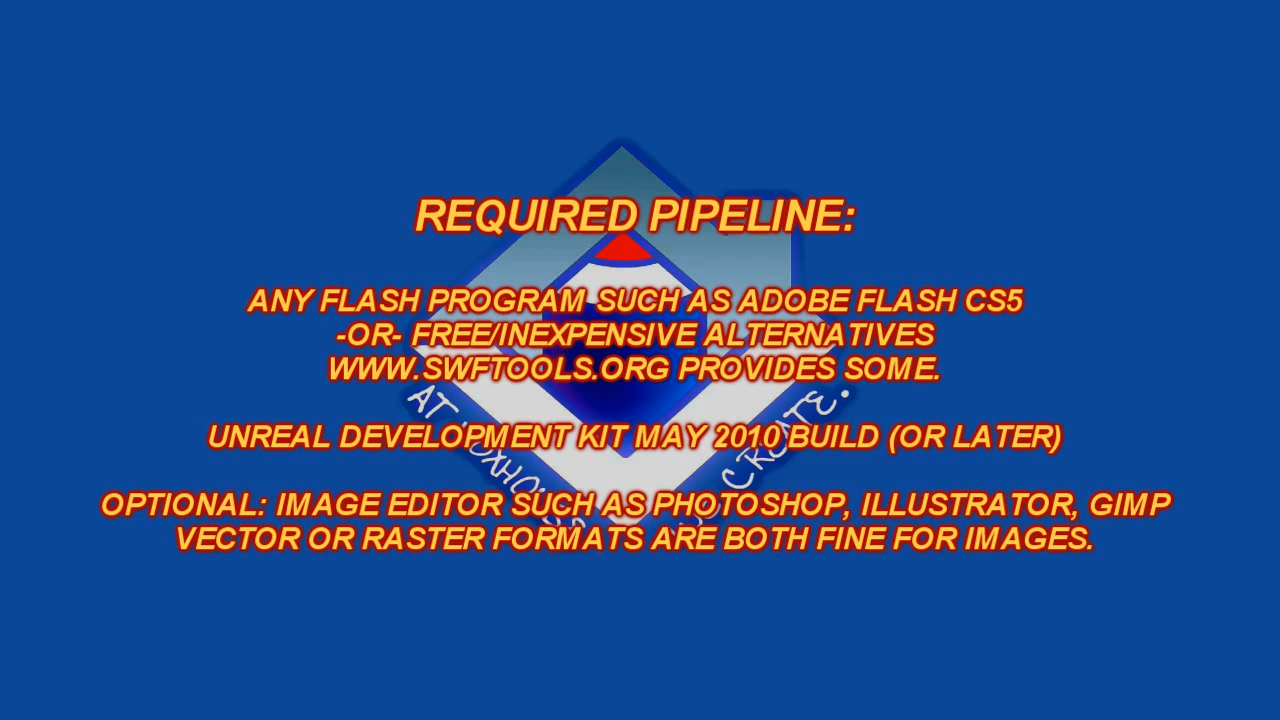 REQUIRED PIPELINE:
ANY FLASH PROGRAM SUCH AS ADOBE FLASH CS5
-OR- FREE/INEXPENSIVE ALTERNATIVES
WWW.SWFTOOLS.ORG PROVIDES SOME.
UNREAL DEVELOPMENT KIT MAY 2010 BUILD (OR LATER)
OPTIONAL: IMAGE EDITOR SUCH AS PHOTOSHOP, ILLUSTRATOR, GIMP
VECTOR OR RASTER FORMATS ARE BOTH FINE FOR IMAGES.
AT
CREATE.